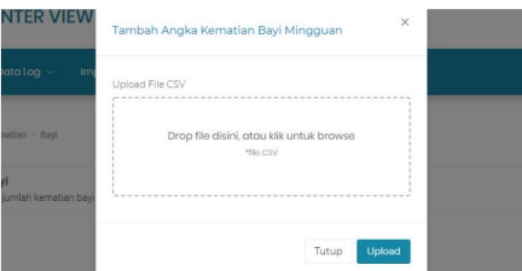 NTER VIEW
Tambah Angka Kematian Bayi Mingguan
×
Data Log
Upload File CSV
Drop file disini, atau klik untuk browse
*file CSV
- Bayi
jumlah kematian bayi
Tutup
Upload